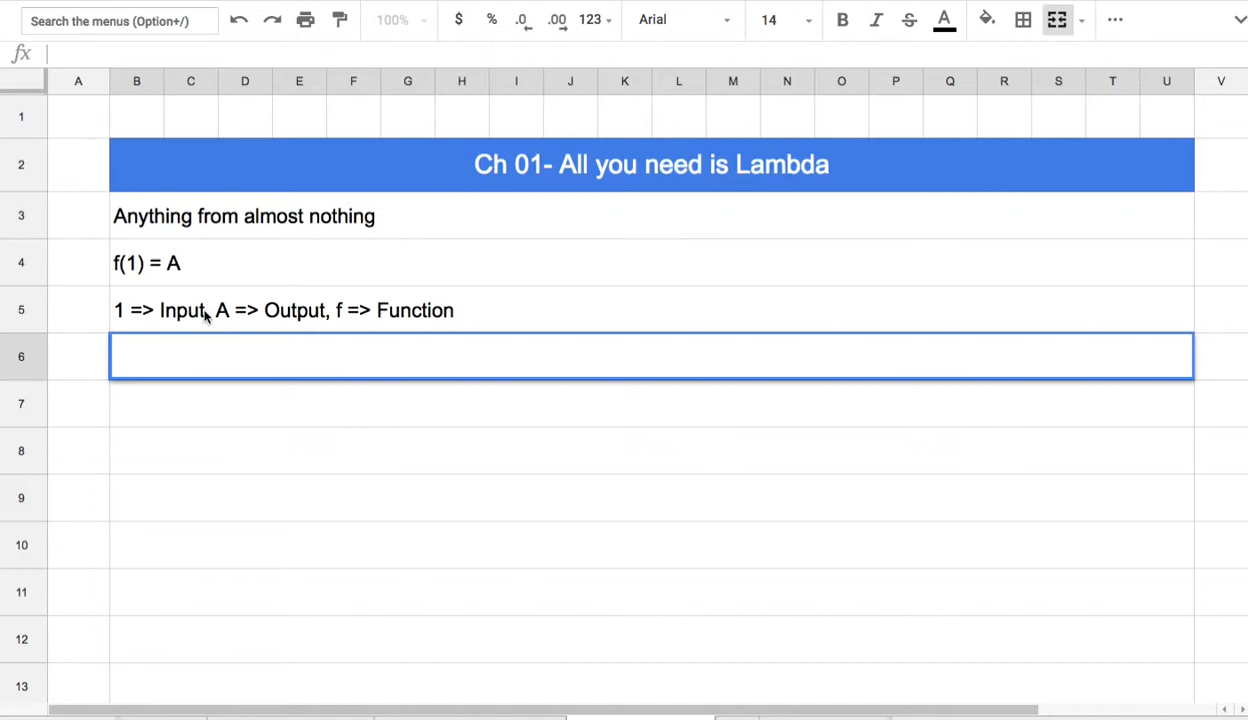 Search the menus (Option+/)
100%
$ % .0 .00 123
Arial
14
B I S A
fx
A B C D E F G H I J K L M N O P Q R S T U V
1
2 Ch 01- All you need is Lambda
3 Anything from almost nothing
4 f(1) = A
5 1 => Input, A => Output, f => Function
6
7
8
9
10
11
12
13